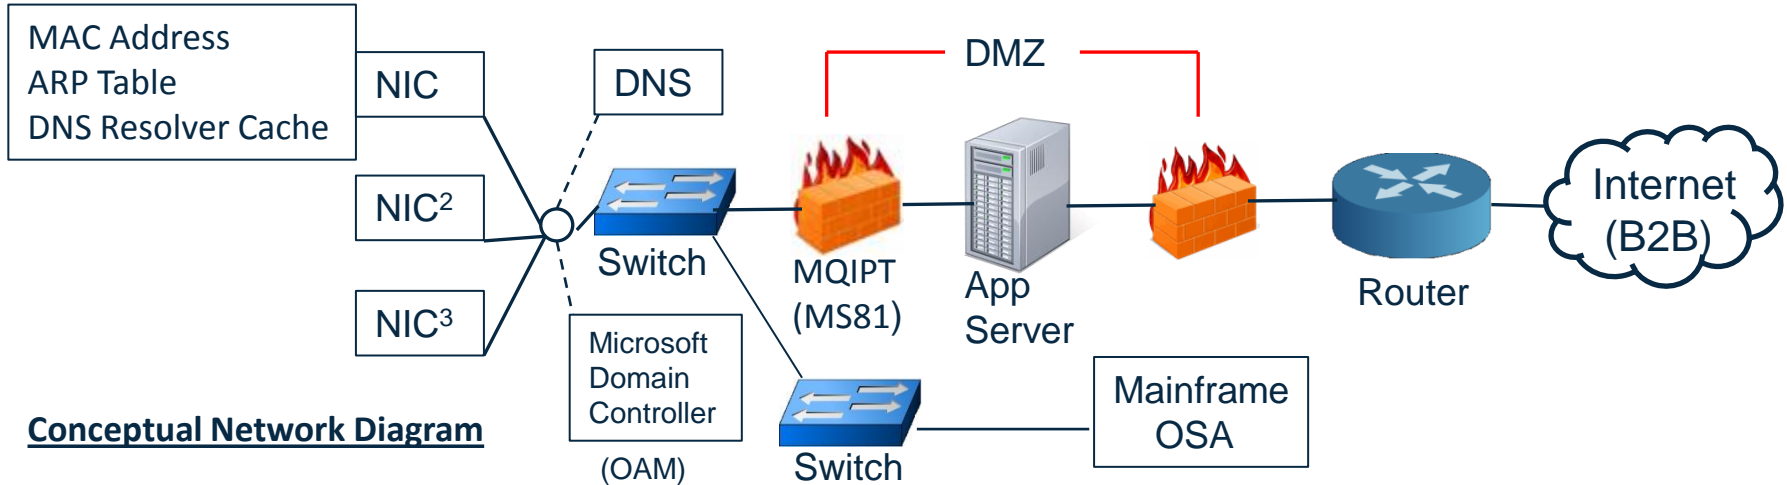 MAC Address
ARP Table
DNS Resolver Cache
NIC
NIC²
NIC³
DNS
Switch
Microsoft
Domain
Controller
(OAM)
DMZ
MQIPT
(MS81)
App
Server
Router
Internet
(B2B)
Switch
Mainframe
OSA
Conceptual Network Diagram